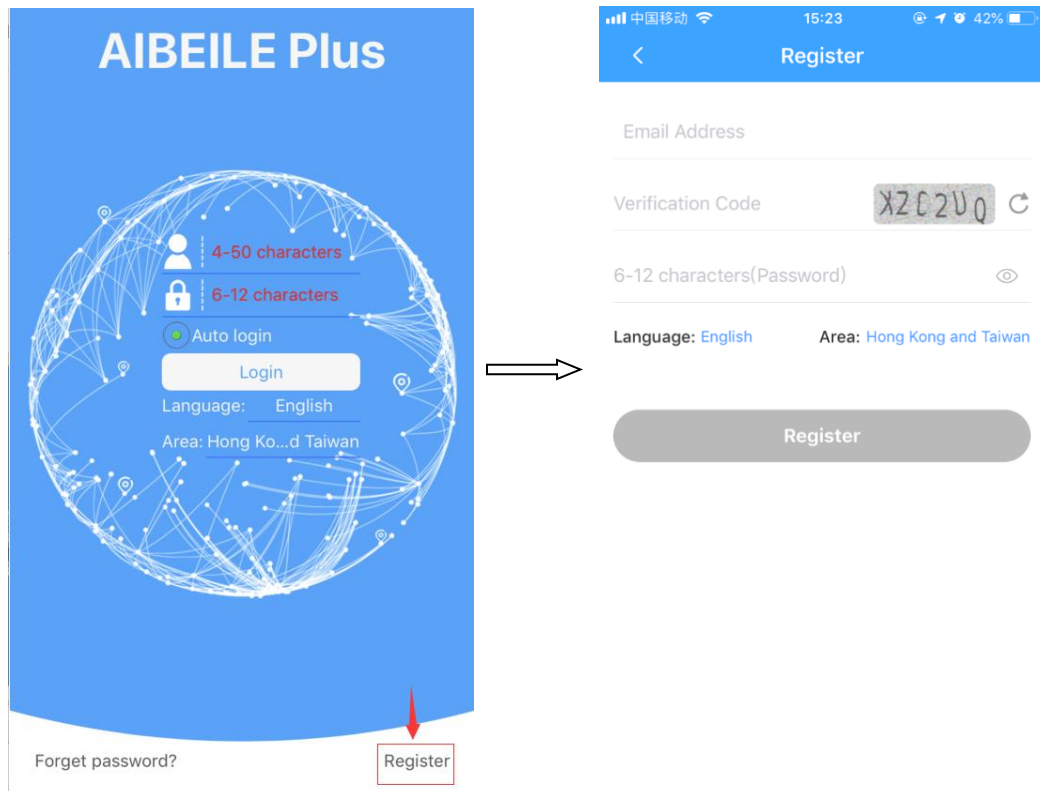 AIBEILE Plus
4-50 characters
6-12 characters
Auto login
Login
Language: English
Area: Hong Ko...d Taiwan
Forget password?
Register
中国移动 15:23 42%
Register
Email Address
Verification Code XZC2UQ
6-12 characters(Password)
Language: English Area: Hong Kong and Taiwan
Register